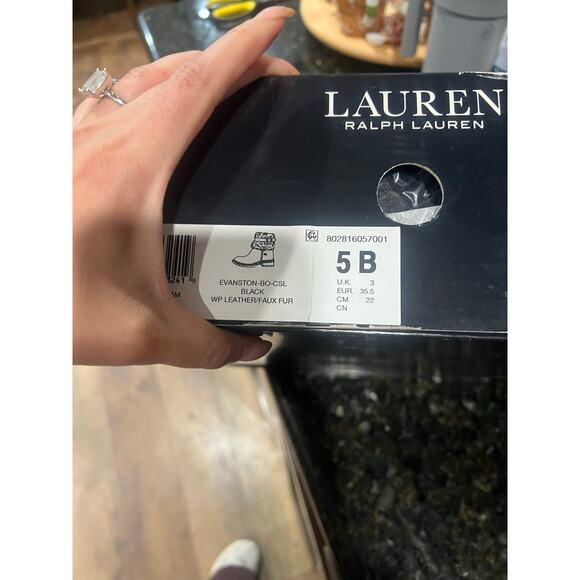 LAUREN
RALPH LAUREN
802816057001
5 B
U.K. 3
EUR. 35.5
CM 22
CN
EVANSTON-BO-CSL
BLACK
WP LEATHER/FAUX FUR